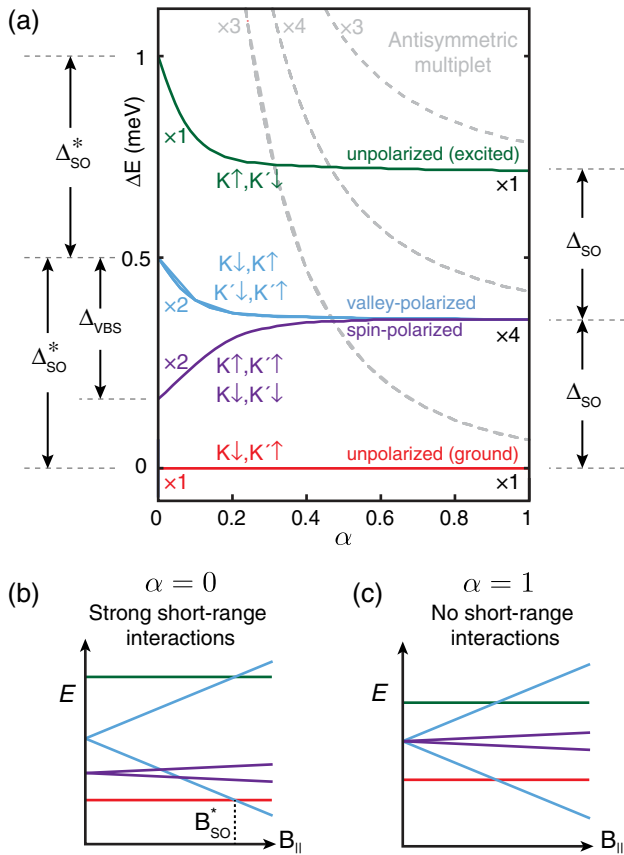 (a)
×3
×4
×3
Antisymmetric
multiplet
1
ΔE (meV)
×1
unpolarized (excited)
K↑,K´↓
×1
Δ*SO
Δ*SO
ΔVBS
0.5
K↓,K↑
K´↓,K´↑
×2
valley-polarized
spin-polarized
×4
×2
K↑,K´↑
K↓,K´↓
ΔSO
ΔSO
K↓,K´↑
unpolarized (ground)
0
×1
×1
0 0.2 0.4 0.6 0.8 1
α
(b)
α = 0
Strong short-range
interactions
E
B*SO
B||
(c)
α = 1
No short-range
interactions
E
B||